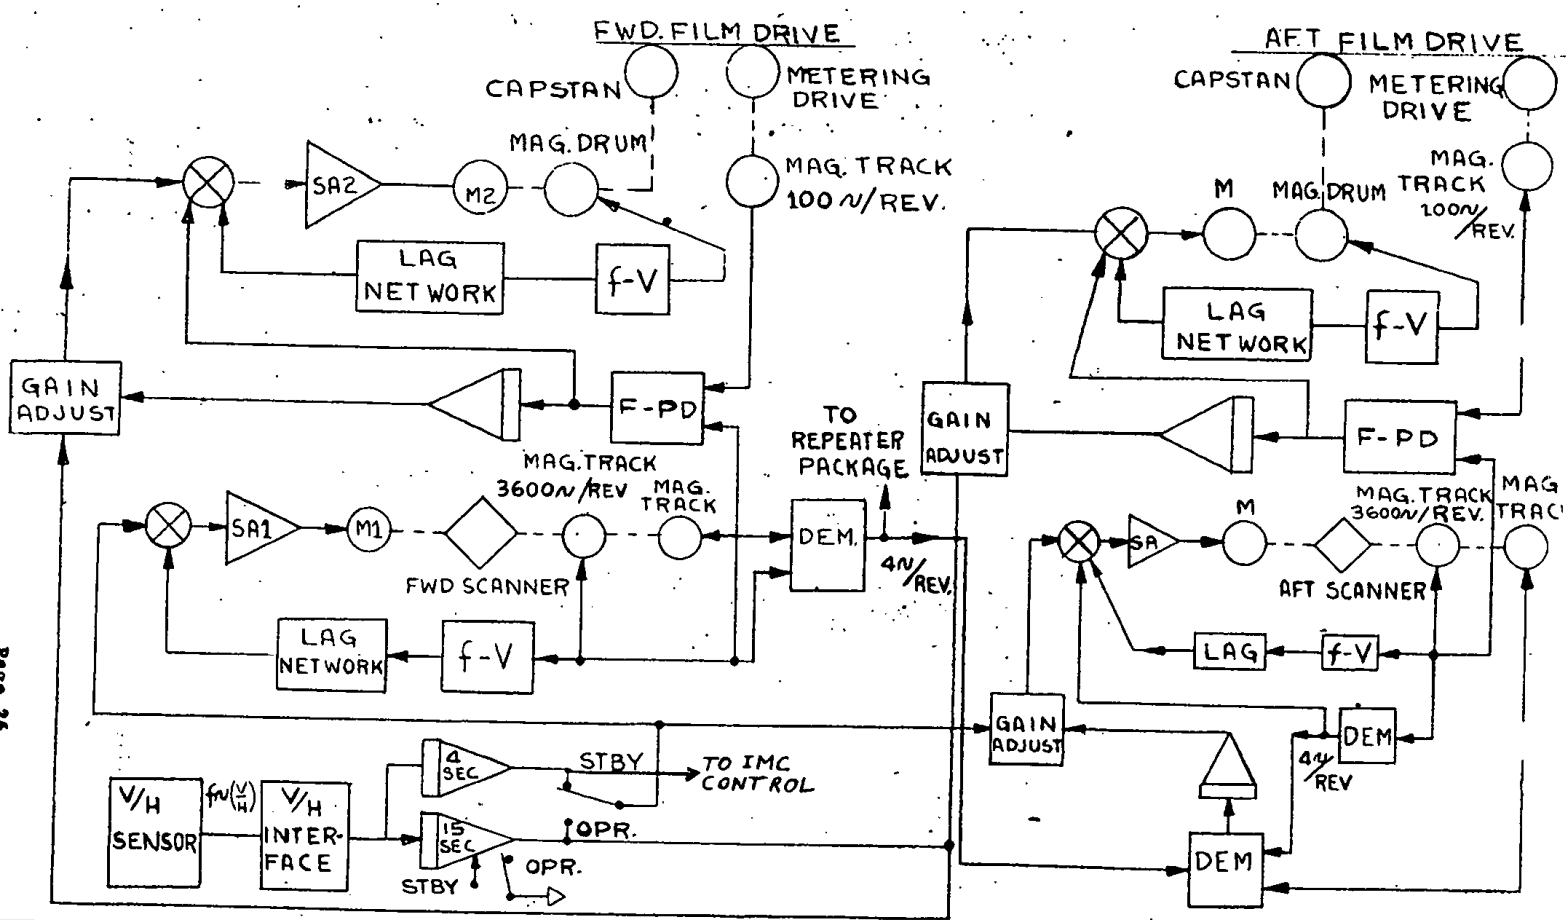 FWD. FILM DRIVE
CAPSTAN
METERING
DRIVE
MAG. DRUM
SA2
M2
MAG. TRACK
100~/REV.
LAG
NETWORK
f-V
GAIN
ADJUST
F-PD
MAG. TRACK
3600~/REV
MAG.
TRACK
SA1
M1
FWD SCANNER
LAG
NETWORK
f-V
TO
REPEATER
PACKAGE
DEM.
4~/REV.
V/H
SENSOR
f~(V/H)
V/H
INTER-
FACE
4
SEC
STBY
TO IMC
CONTROL
15
SEC
OPR.
OPR.
STBY
AFT FILM DRIVE
CAPSTAN
METERING
DRIVE
MAG.
TRACK
100~/REV.
M
MAG. DRUM
LAG
NETWORK
f-V
GAIN
ADJUST
F-PD
MAG. TRACK
3600~/REV.
MAG
TRAC
SA
M
AFT SCANNER
LAG
f-V
GAIN
ADJUST
DEM
4~/REV
DEM